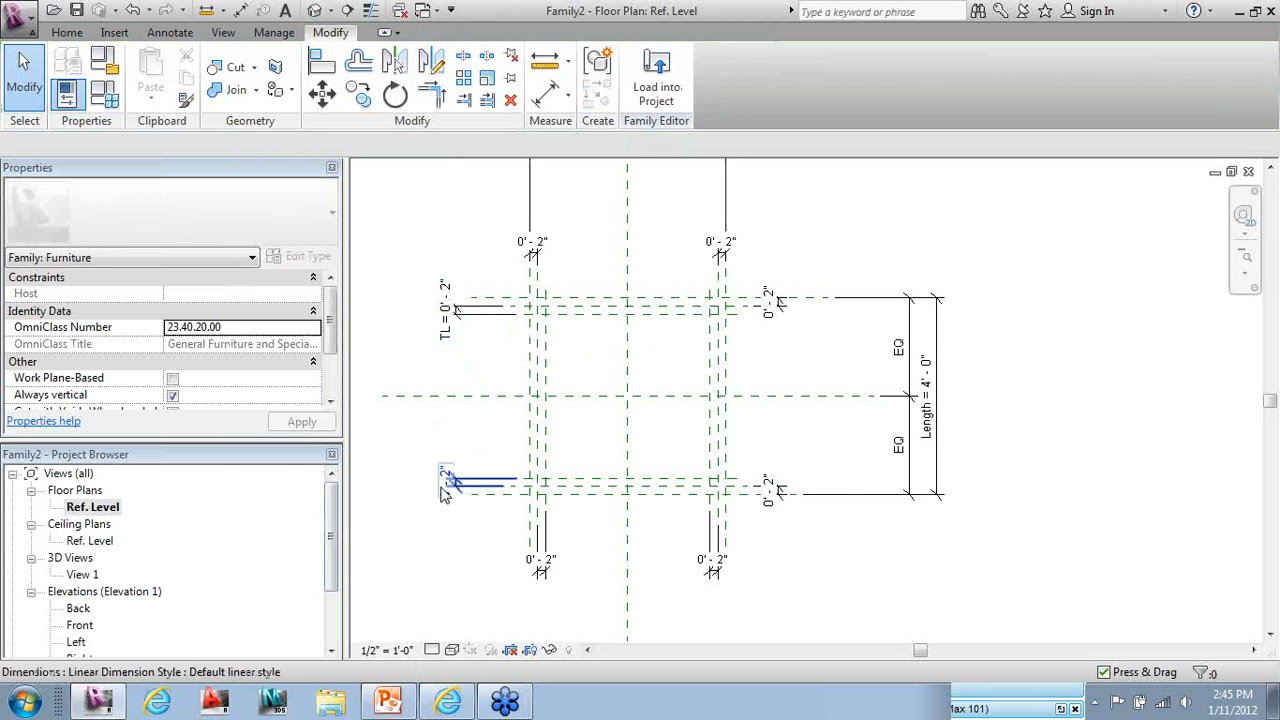 Family2 - Floor Plan: Ref. Level
Type a keyword or phrase
Sign In
Home Insert Annotate View Manage Modify
Modify
Paste
Cut
Join
Load into
Project
Select Properties Clipboard Geometry Modify Measure Create Family Editor
Properties
Family: Furniture
Edit Type
Constraints
Host
Identity Data
OmniClass Number 23.40.20.00
OmniClass Title General Furniture and Specia...
Other
Work Plane-Based
Always vertical
Properties help
Apply
Family2 - Project Browser
Views (all)
Floor Plans
Ref. Level
Ceiling Plans
Ref. Level
3D Views
View 1
Elevations (Elevation 1)
Back
Front
Left
0' - 2" 0' - 2"
TL = 0' - 2"
0' - 2"
EQ
Length = 4' - 0"
EQ
2"
0' - 2"
0' - 2" 0' - 2"
1/2" = 1'-0"
Dimensions : Linear Dimension Style : Default linear style
Press & Drag
:0
2:45 PM
1/11/2012
Max 101)